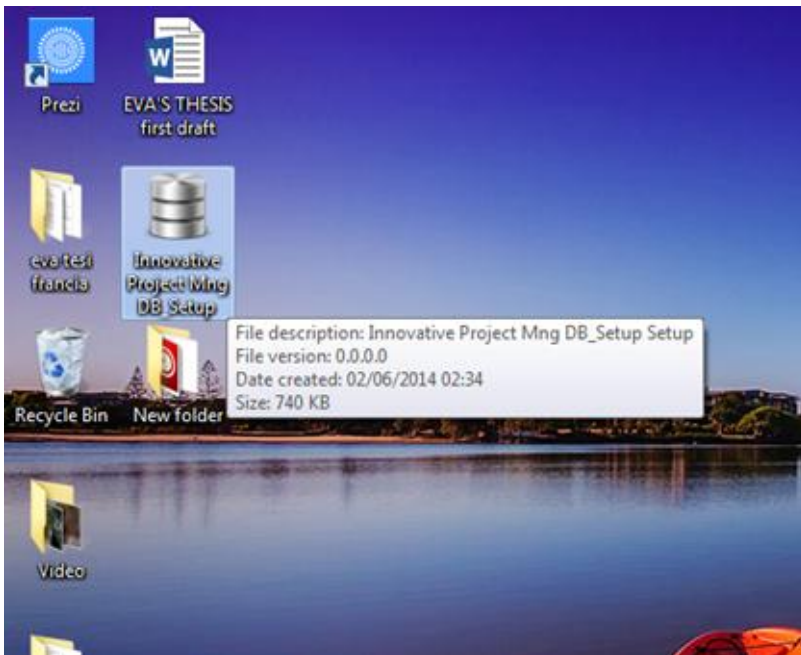 Prezi
EVA'S THESIS
first draft
eva tesi
francia
Innovative
Project Mng
DB_Setup
File description: Innovative Project Mng DB_Setup Setup
File version: 0.0.0.0
Date created: 02/06/2014 02:34
Size: 740 KB
Recycle Bin
New folder
Video